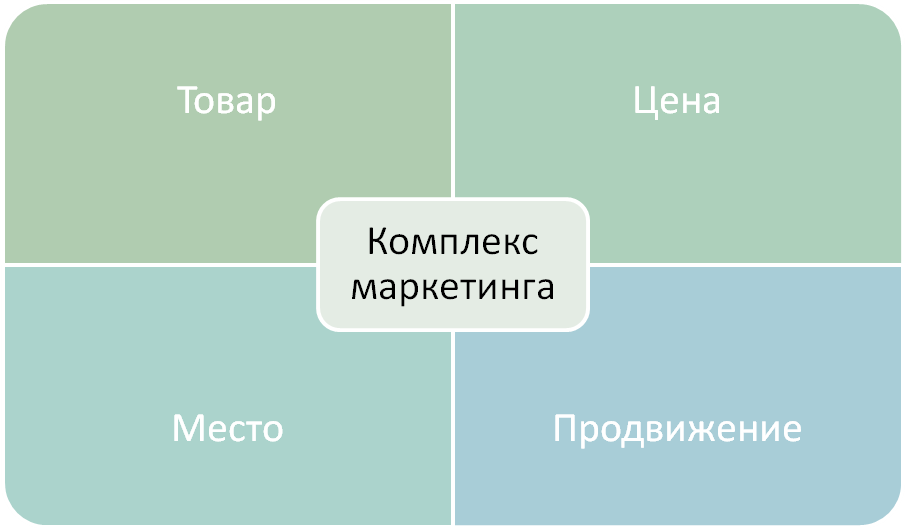 Товар
Цена
Комплекс
маркетинга
Место
Продвижение